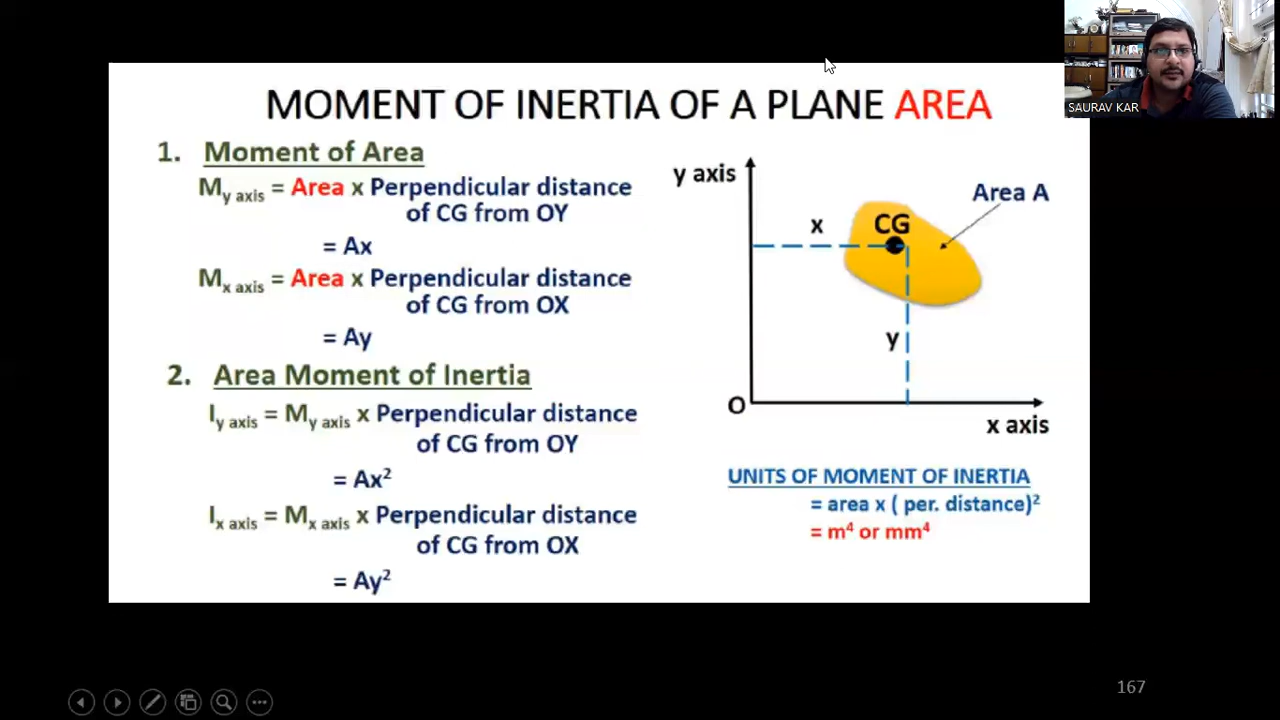 SAURAV KAR
MOMENT OF INERTIA OF A PLANE AREA
1. Moment of Area
M y axis = Area x Perpendicular distance
of CG from OY
= Ax
M x axis = Area x Perpendicular distance
of CG from OX
= Ay
2. Area Moment of Inertia
I y axis = M y axis x Perpendicular distance
of CG from OY
= Ax²
I x axis = M x axis x Perpendicular distance
of CG from OX
= Ay²
y axis
Area A
x
CG
y
O
x axis
UNITS OF MOMENT OF INERTIA
= area x ( per. distance)²
= m⁴ or mm⁴
167